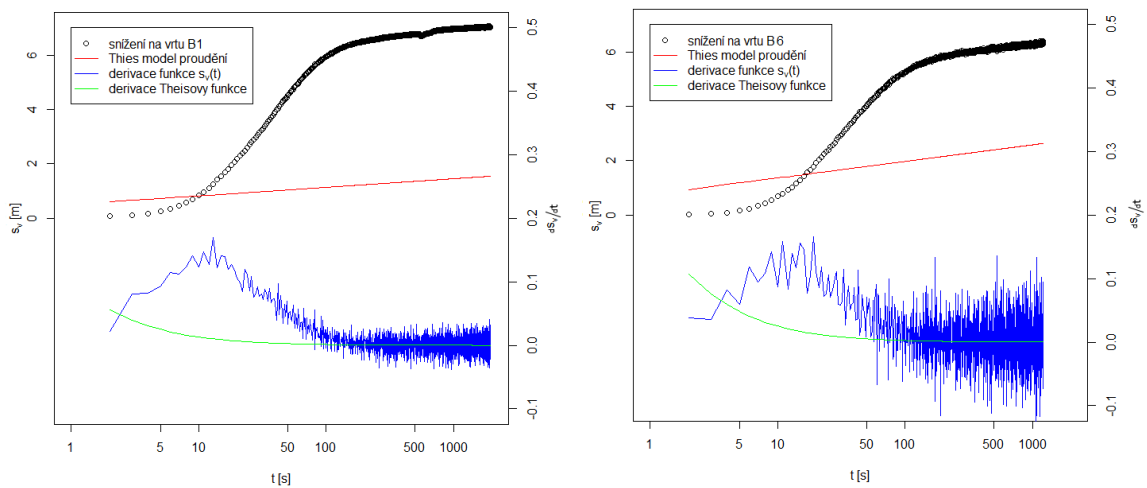 snížení na vrtu B1
Thies model proudění
derivace funkce sv(t)
derivace Theisovy funkce
sv [m]
0
2
4
6
-0.1
0.0
0.1
0.2
0.3
0.4
0.5
dsv/dt
1
5
10
50
100
500
1000
t [s]
snížení na vrtu B6
Thies model proudění
derivace funkce sv(t)
derivace Theisovy funkce
sv [m]
0
2
4
6
-0.1
0.0
0.1
0.2
0.3
0.4
0.5
dsv/dt
1
5
10
50
100
500
1000
t [s]